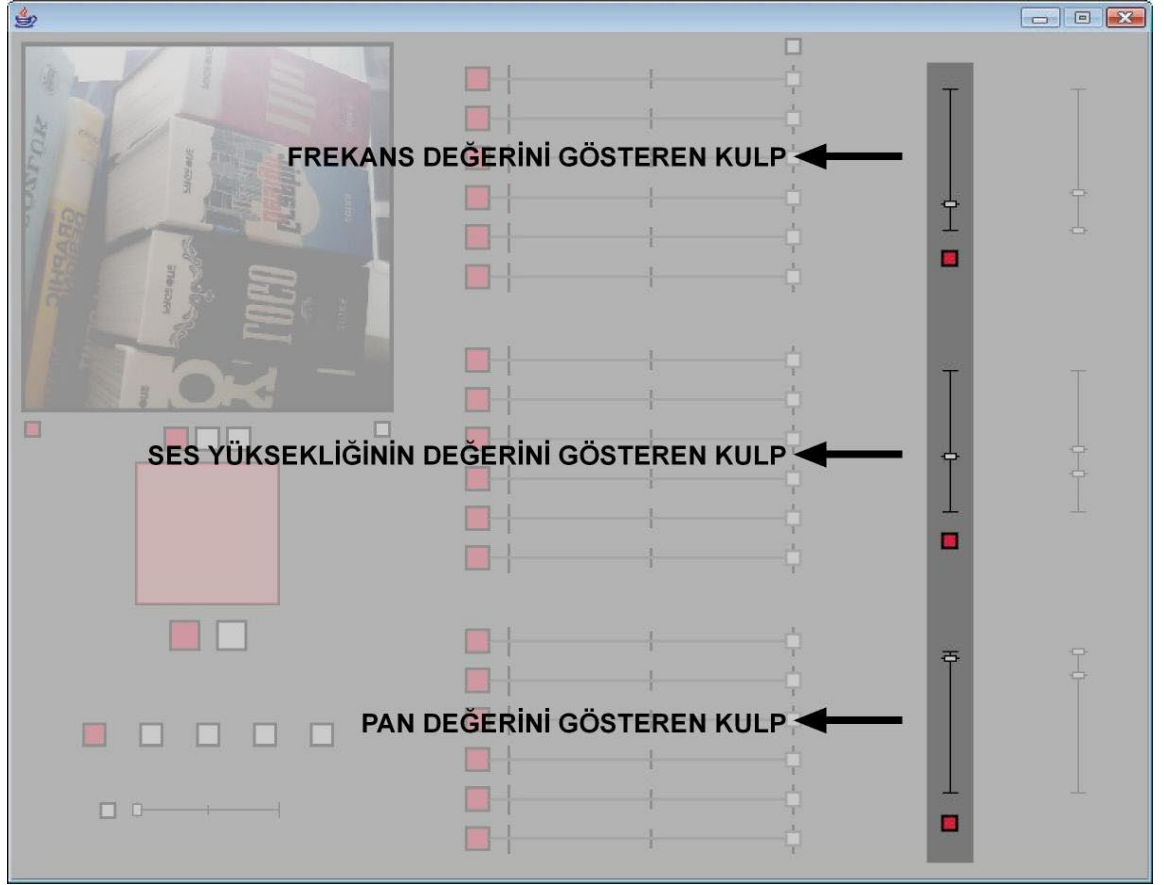 FREKANS DEĞERİNİ GÖSTEREN KULP
SES YÜKSEKLİĞİNİN DEĞERİNİ GÖSTEREN KULP
PAN DEĞERİNİ GÖSTEREN KULP